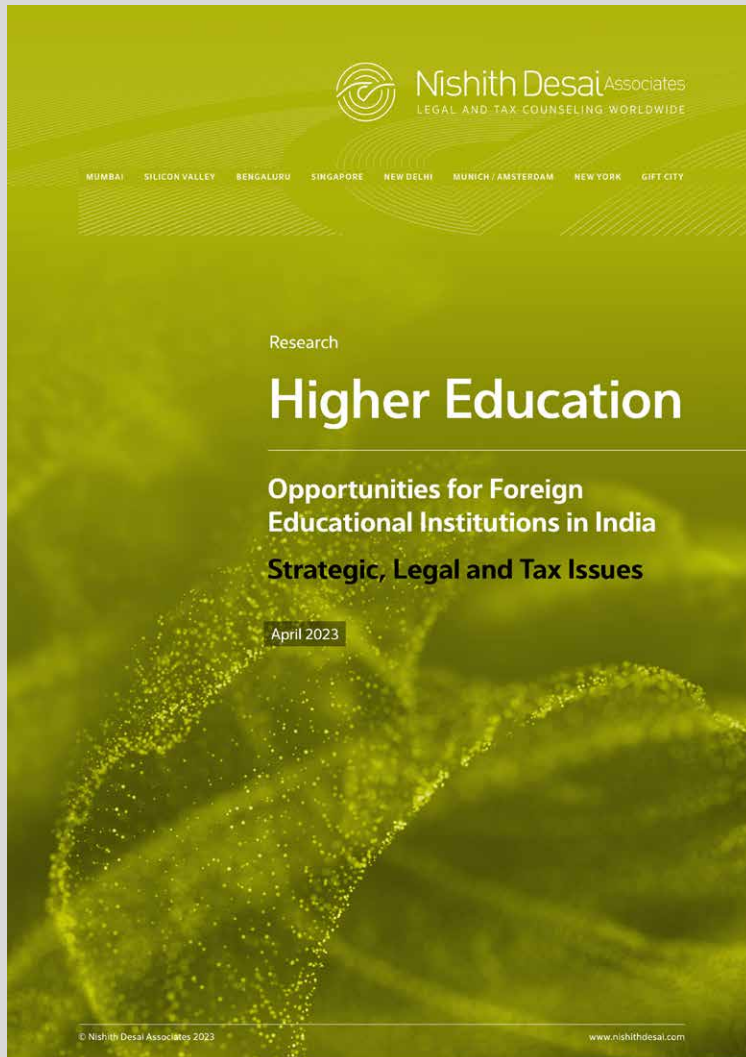 Nishith Desai Associates
LEGAL AND TAX COUNSELING WORLDWIDE
MUMBAI SILICON VALLEY BENGALURU SINGAPORE NEW DELHI MUNICH / AMSTERDAM NEW YORK GIFT CITY
Research
Higher Education
Opportunities for Foreign
Educational Institutions in India
Strategic, Legal and Tax Issues
April 2023
© Nishith Desai Associates 2023 www.nishithdesai.com